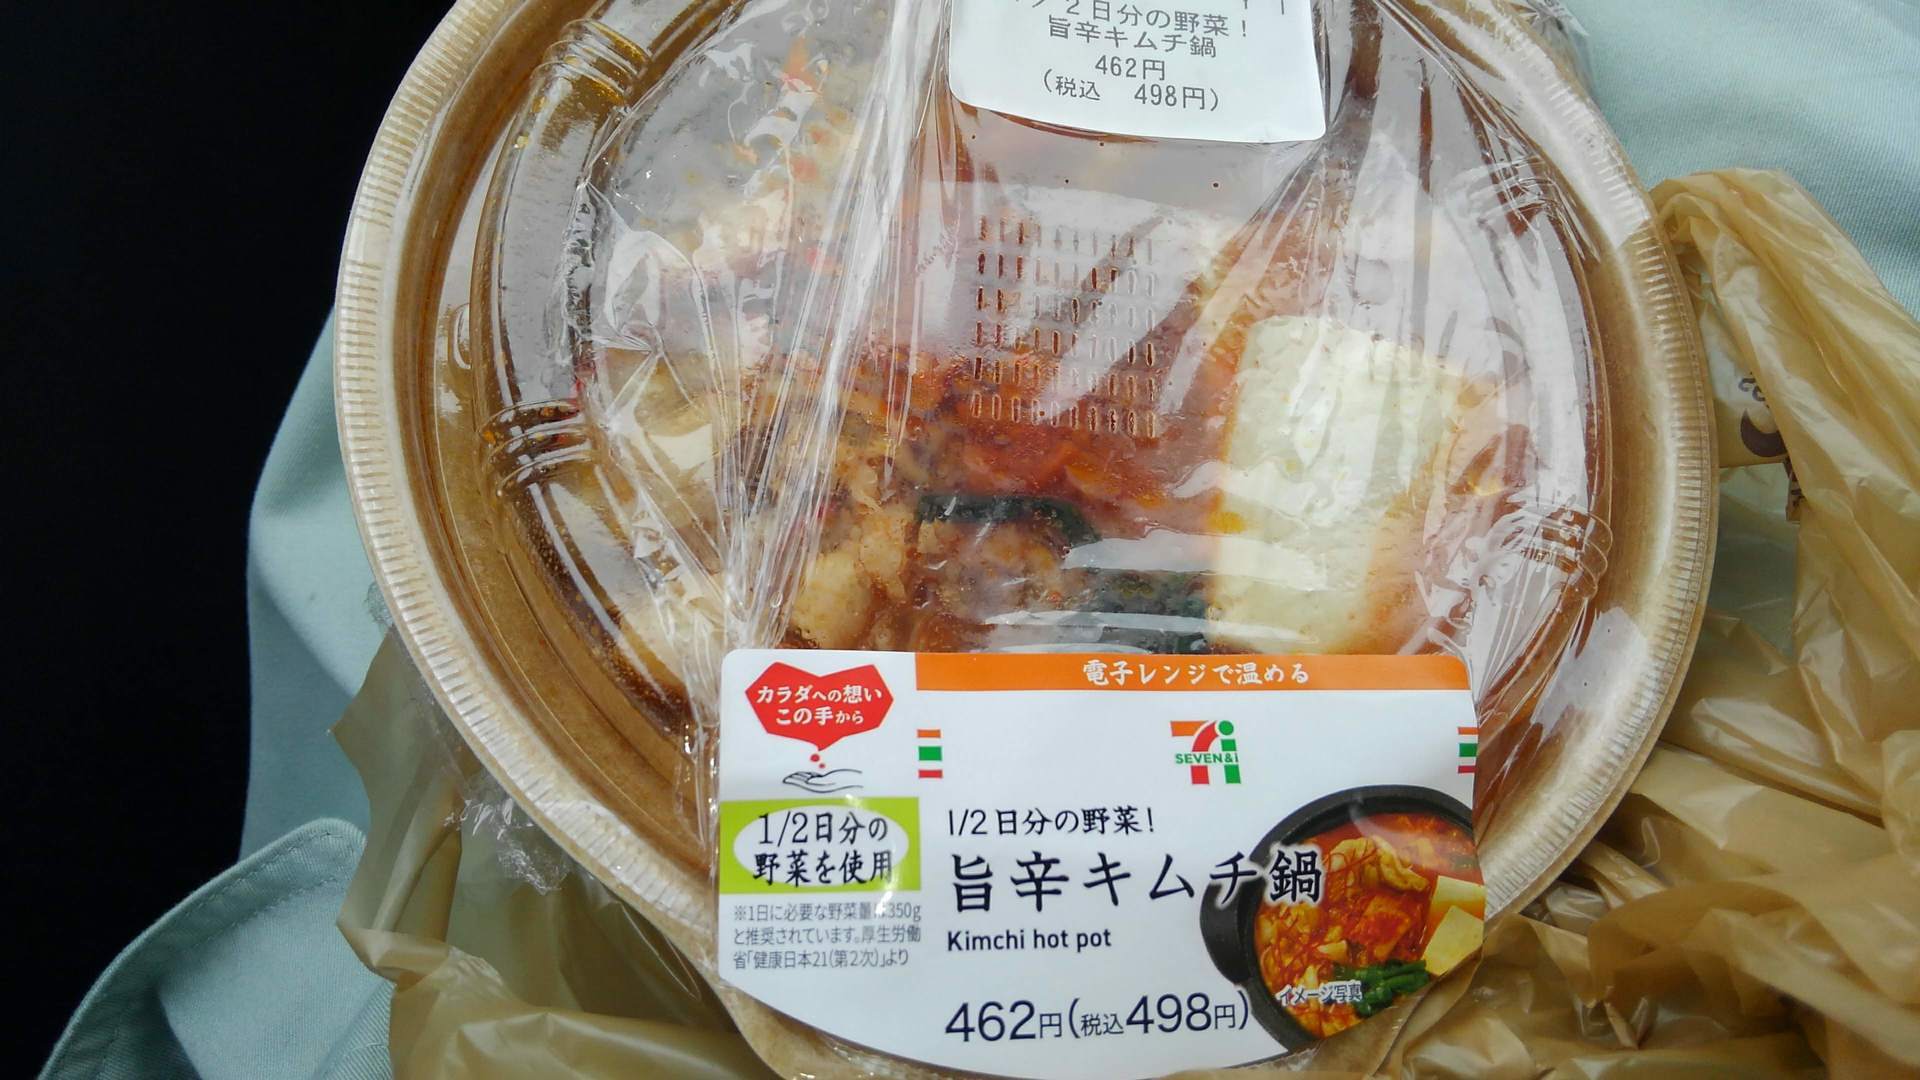 2日分の野菜！
旨辛キムチ鍋
462円
(税込 498円)
電子レンジで温める
カラダへの想い
この手から
SEVEN&i
1/2日分の
野菜を使用
※1日に必要な野菜量は350g
と推奨されています。厚生労働
省「健康日本21(第2次)」より
1/2日分の野菜!
旨辛キムチ鍋
Kimchi hot pot
462円(税込498円)
イメージ写真